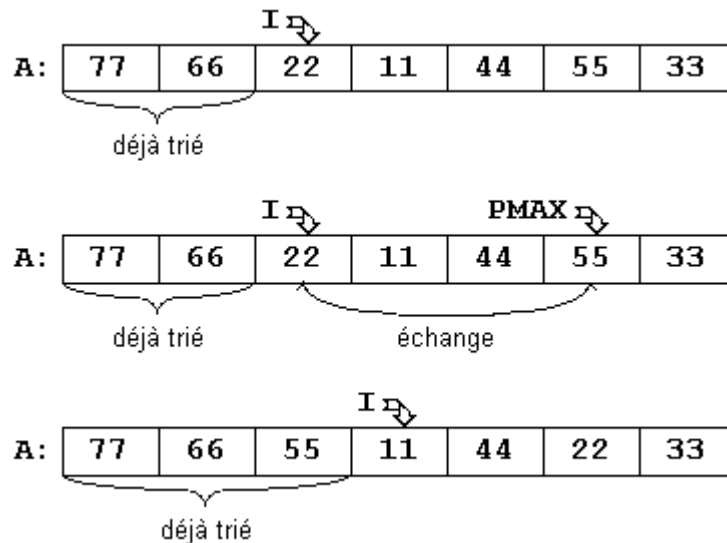 I
A: 77 66 22 11 44 55 33
déjà trié
I PMAX
A: 77 66 22 11 44 55 33
déjà trié échange
I
A: 77 66 55 11 44 22 33
déjà trié